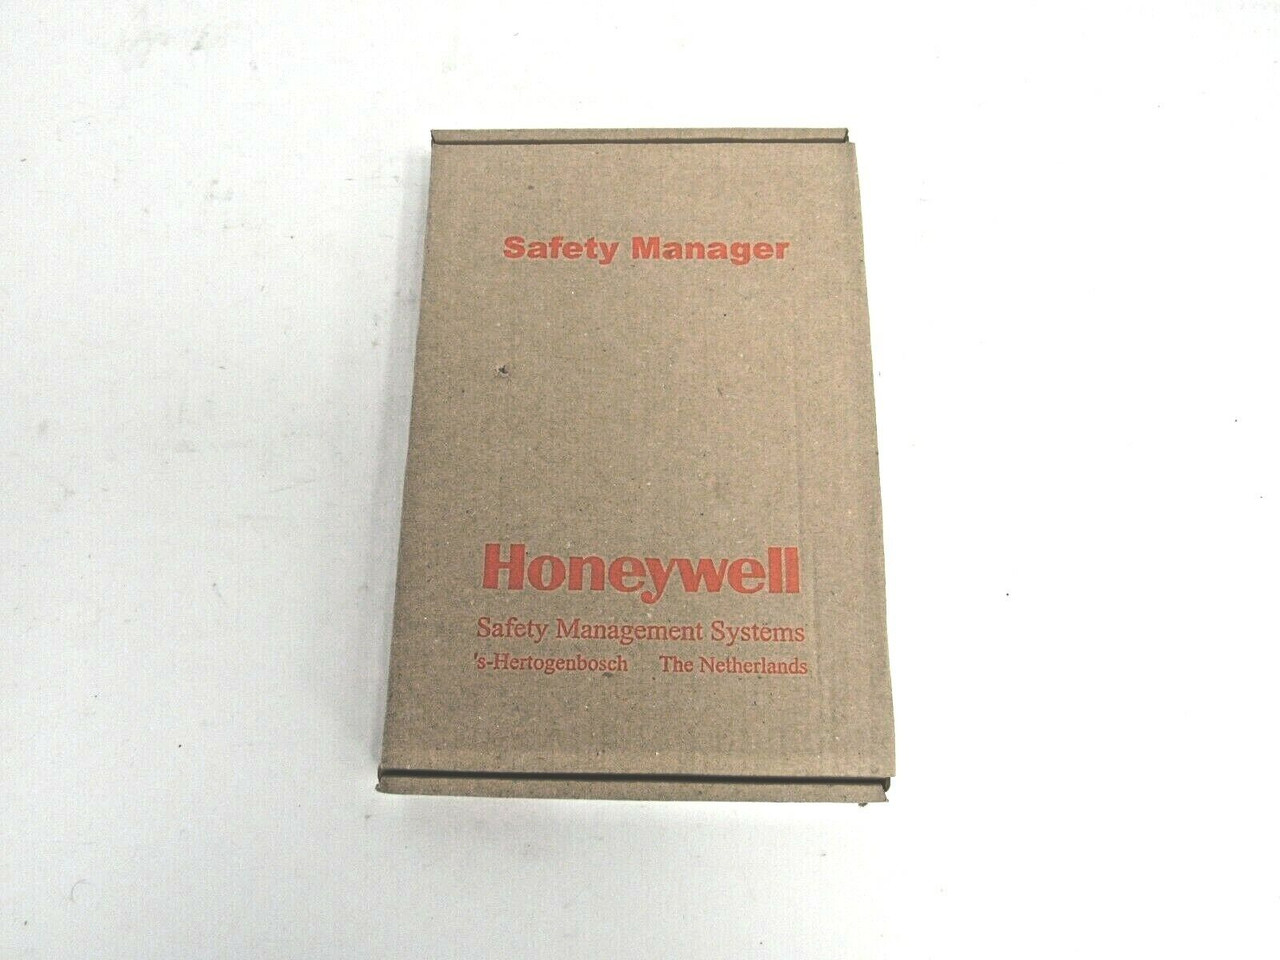 Safety Manager
Honeywell
Safety Management Systems
's-Hertogenbosch The Netherlands